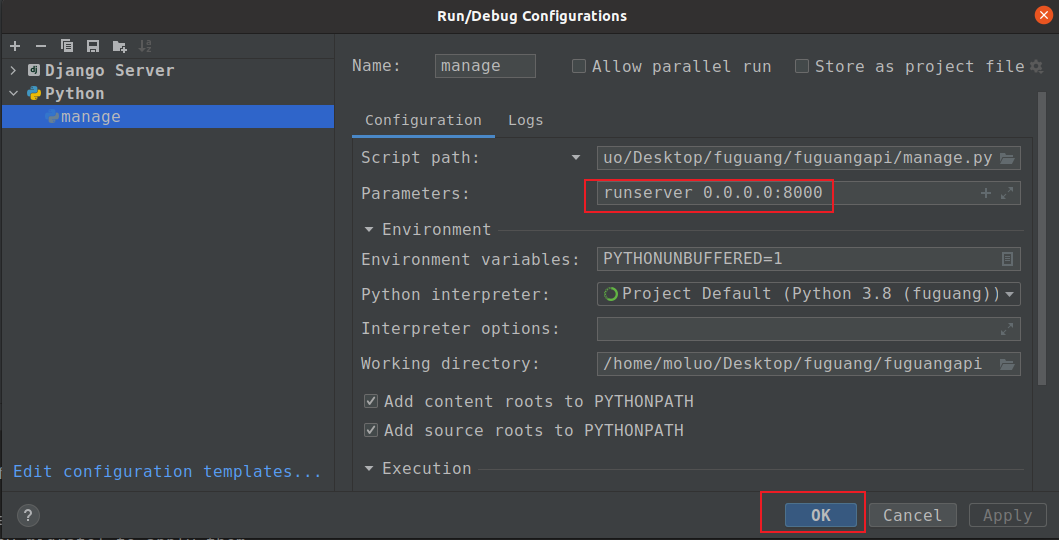 Run/Debug Configurations
Django Server
Python
manage
Edit configuration templates...
Name: manage Allow parallel run Store as project file
Configuration Logs
Script path: uo/Desktop/fuguang/fuguangapi/manage.py
Parameters: runserver 0.0.0.0:8000
Environment
Environment variables: PYTHONUNBUFFERED=1
Python interpreter: Project Default (Python 3.8 (fuguang))
Interpreter options:
Working directory: /home/moluo/Desktop/fuguang/fuguangapi
Add content roots to PYTHONPATH
Add source roots to PYTHONPATH
Execution
? OK Cancel Apply